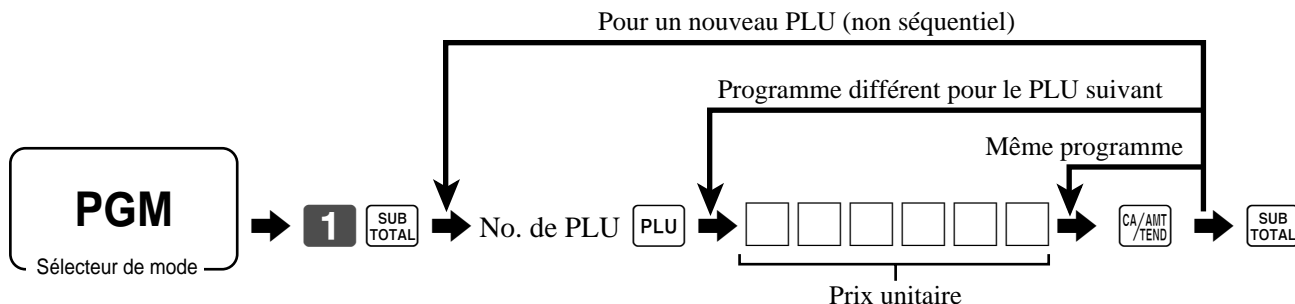 Pour un nouveau PLU (non séquentiel)
Programme différent pour le PLU suivant
Même programme
PGM
Sélecteur de mode
1 SUB TOTAL No. de PLU PLU CA/AMT/TEND SUB TOTAL
Prix unitaire